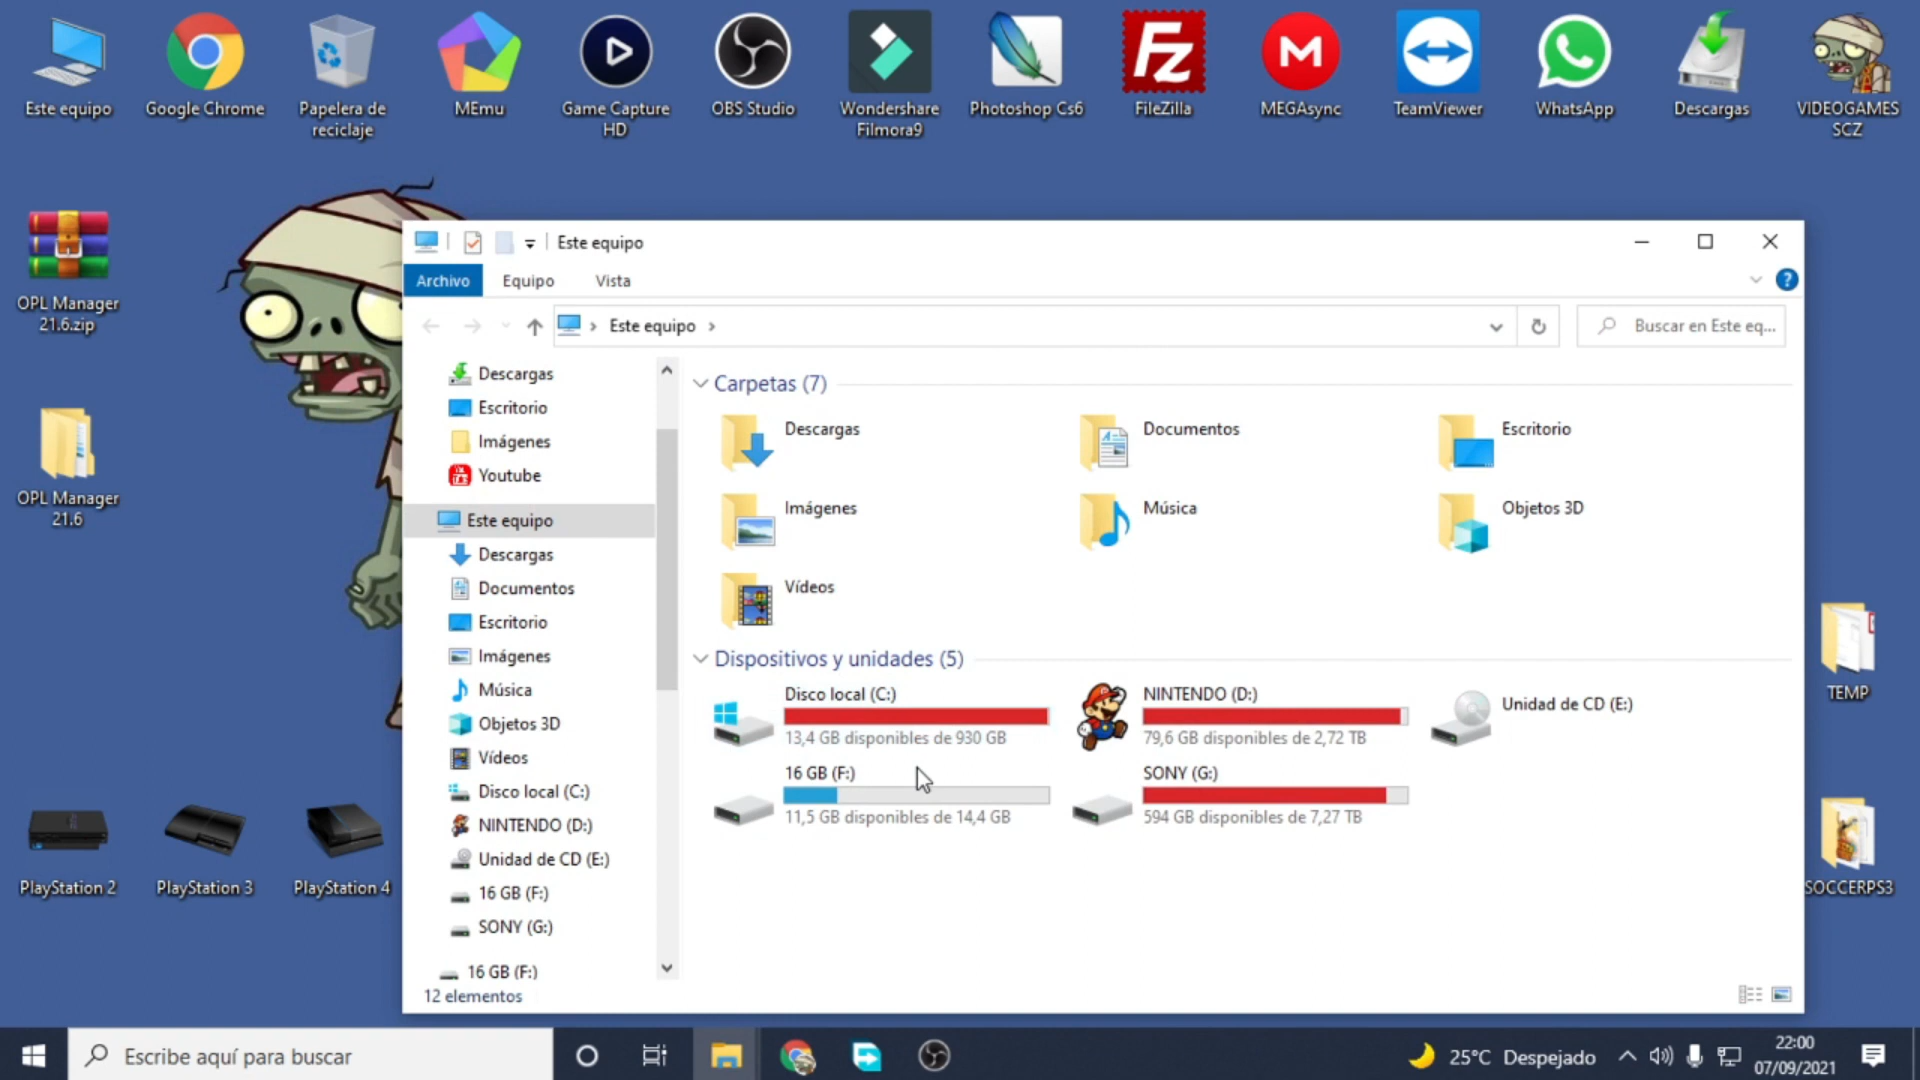 Este equipo
Google Chrome
Papelera de
reciclaje
MEmu
Game Capture
HD
OBS Studio
Wondershare
Filmora9
Photoshop Cs6
Fz
FileZilla
M
MEGAsync
TeamViewer
WhatsApp
Descargas
VIDEOGAMES
SCZ
OPL Manager
21.6.zip
OPL Manager
21.6
PlayStation 2
PlayStation 3
PlayStation 4
TEMP
SOCCERPS3
Este equipo
Archivo
Equipo
Vista
?
Este equipo
Buscar en Este eq...
Descargas
Escritorio
Imágenes
Youtube
Este equipo
Descargas
Documentos
Escritorio
Imágenes
Música
Objetos 3D
Vídeos
Disco local (C:)
NINTENDO (D:)
Unidad de CD (E:)
16 GB (F:)
SONY (G:)
16 GB (F:)
Carpetas (7)
Descargas
Documentos
Escritorio
Imágenes
Música
Objetos 3D
Vídeos
Dispositivos y unidades (5)
Disco local (C:)
13,4 GB disponibles de 930 GB
NINTENDO (D:)
79,6 GB disponibles de 2,72 TB
Unidad de CD (E:)
16 GB (F:)
11,5 GB disponibles de 14,4 GB
SONY (G:)
594 GB disponibles de 7,27 TB
12 elementos
Escribe aquí para buscar
25°C Despejado
22:00
07/09/2021